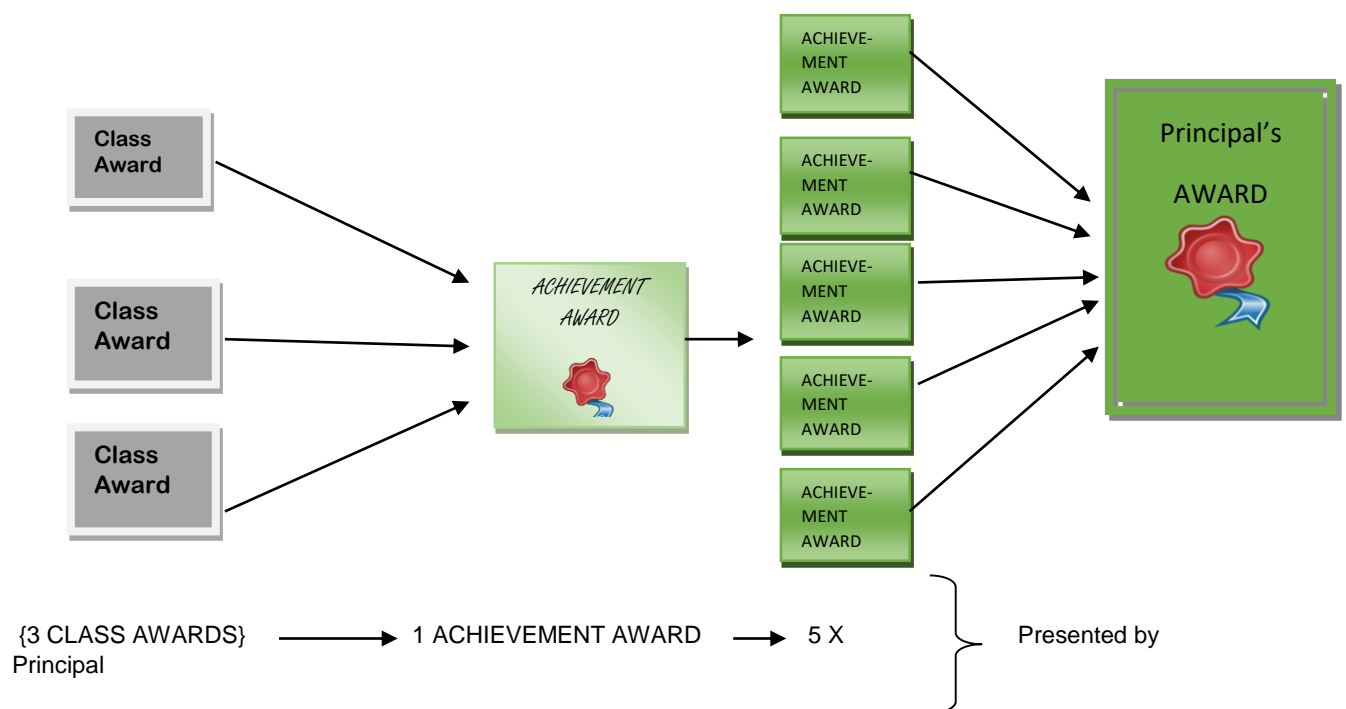 Class
Award
Class
Award
Class
Award
ACHIEVEMENT
AWARD
ACHIEVE-
MENT
AWARD
ACHIEVE-
MENT
AWARD
ACHIEVE-
MENT
AWARD
ACHIEVE-
MENT
AWARD
ACHIEVE-
MENT
AWARD
Principal’s
AWARD
{3 CLASS AWARDS} 1 ACHIEVEMENT AWARD 5 X Presented by
Principal